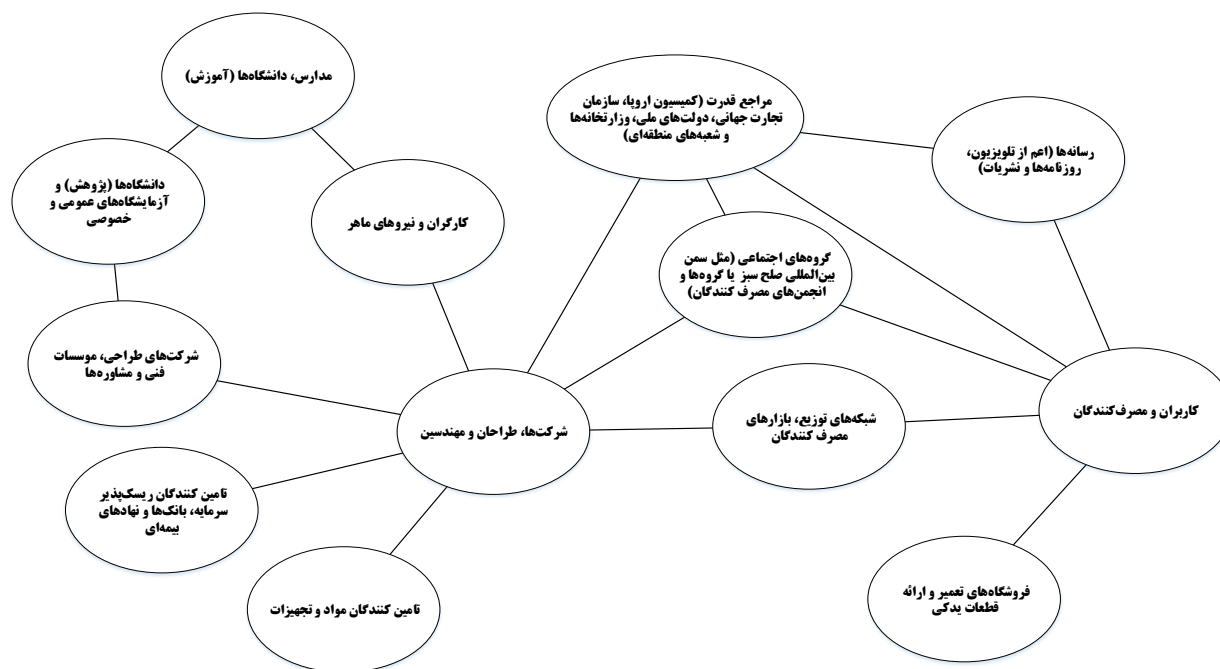 مدارس، دانشگاه‌ها (آموزش)
مراجع قدرت (کمیسیون اروپا، سازمان
تجارت جهانی، دولت‌های ملی، وزارتخانه‌ها
و شعبه‌های منطقه‌ای)
رسانه‌ها (اعم از تلویزیون،
روزنامه‌ها و نشریات)
دانشگاه‌ها (پژوهش) و
آزمایشگاه‌های عمومی و
خصوصی
کارگران و نیروهای ماهر
گروه‌های اجتماعی (مثل سمن
بین‌المللی صلح سبز یا گروه‌ها و
انجمن‌های مصرف کنندگان)
شرکت‌های طراحی، موسسات
فنی و مشاوره‌ها
شرکت‌ها، طراحان و مهندسین
شبکه‌های توزیع، بازارهای
مصرف کنندگان
کاربران و مصرف‌کنندگان
تامین کنندگان ریسک‌پذیر
سرمایه، بانک‌ها و نهادهای
بیمه‌ای
تامین کنندگان مواد و تجهیزات
فروشگاه‌های تعمیر و ارائه
قطعات یدکی